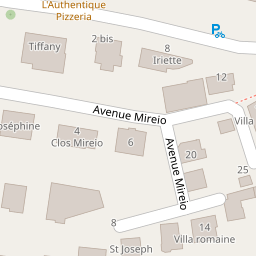 L'Authentique
Pizzeria
Tiffany
2 bis
8
Iriette
12
Avenue Mireio
Villa
4
Clos Mireio
6
Avenue Mireio
20
25
8
14
Villa romaine
St Joseph